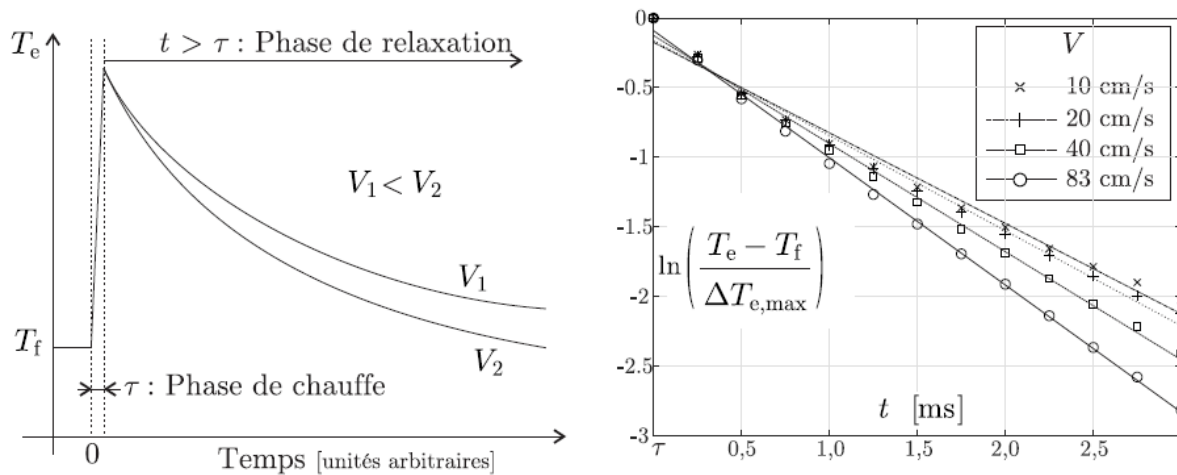 T_e
t > τ : Phase de relaxation
V_1 < V_2
V_1
V_2
T_f
τ : Phase de chauffe
0
Temps [unités arbitraires]
-0
-0.5
-1
-1.5
-2
-2.5
-3
V
10 cm/s
20 cm/s
40 cm/s
83 cm/s
ln( (T_e − T_f) / ΔT_e,max )
t [ms]
τ 0,5 1,0 1,5 2,0 2,5